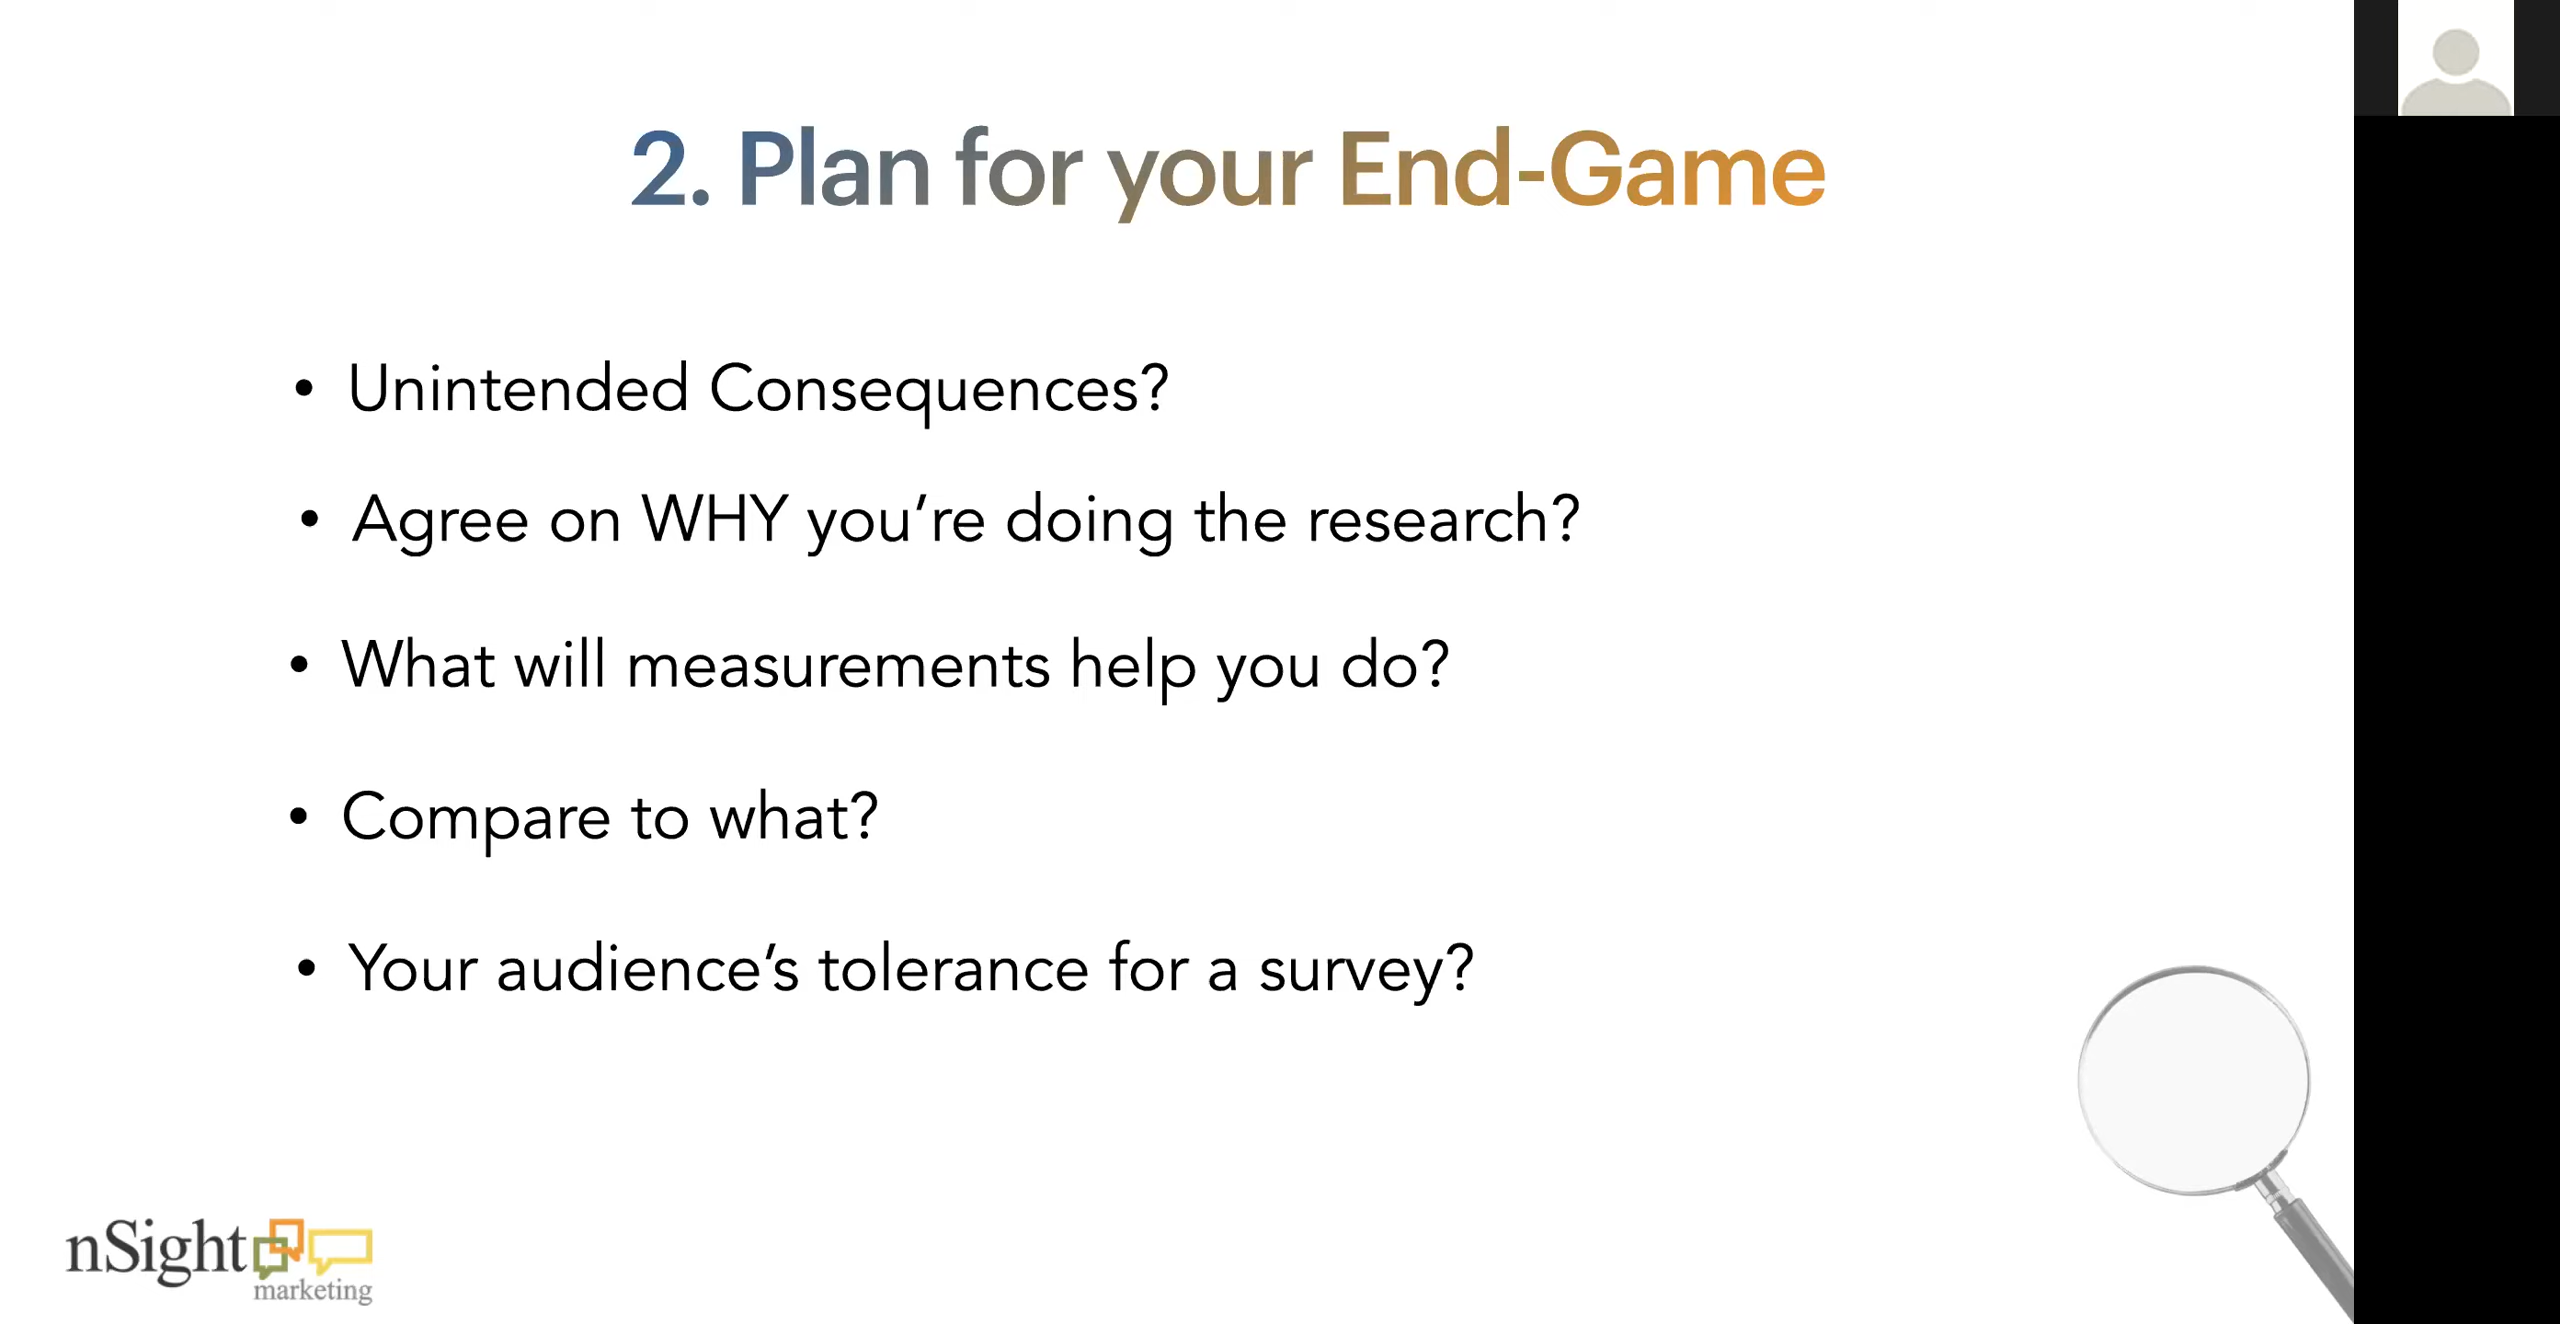 2. Plan for your End-Game
• Unintended Consequences?
• Agree on WHY you’re doing the research?
• What will measurements help you do?
• Compare to what?
• Your audience’s tolerance for a survey?
nSight
marketing